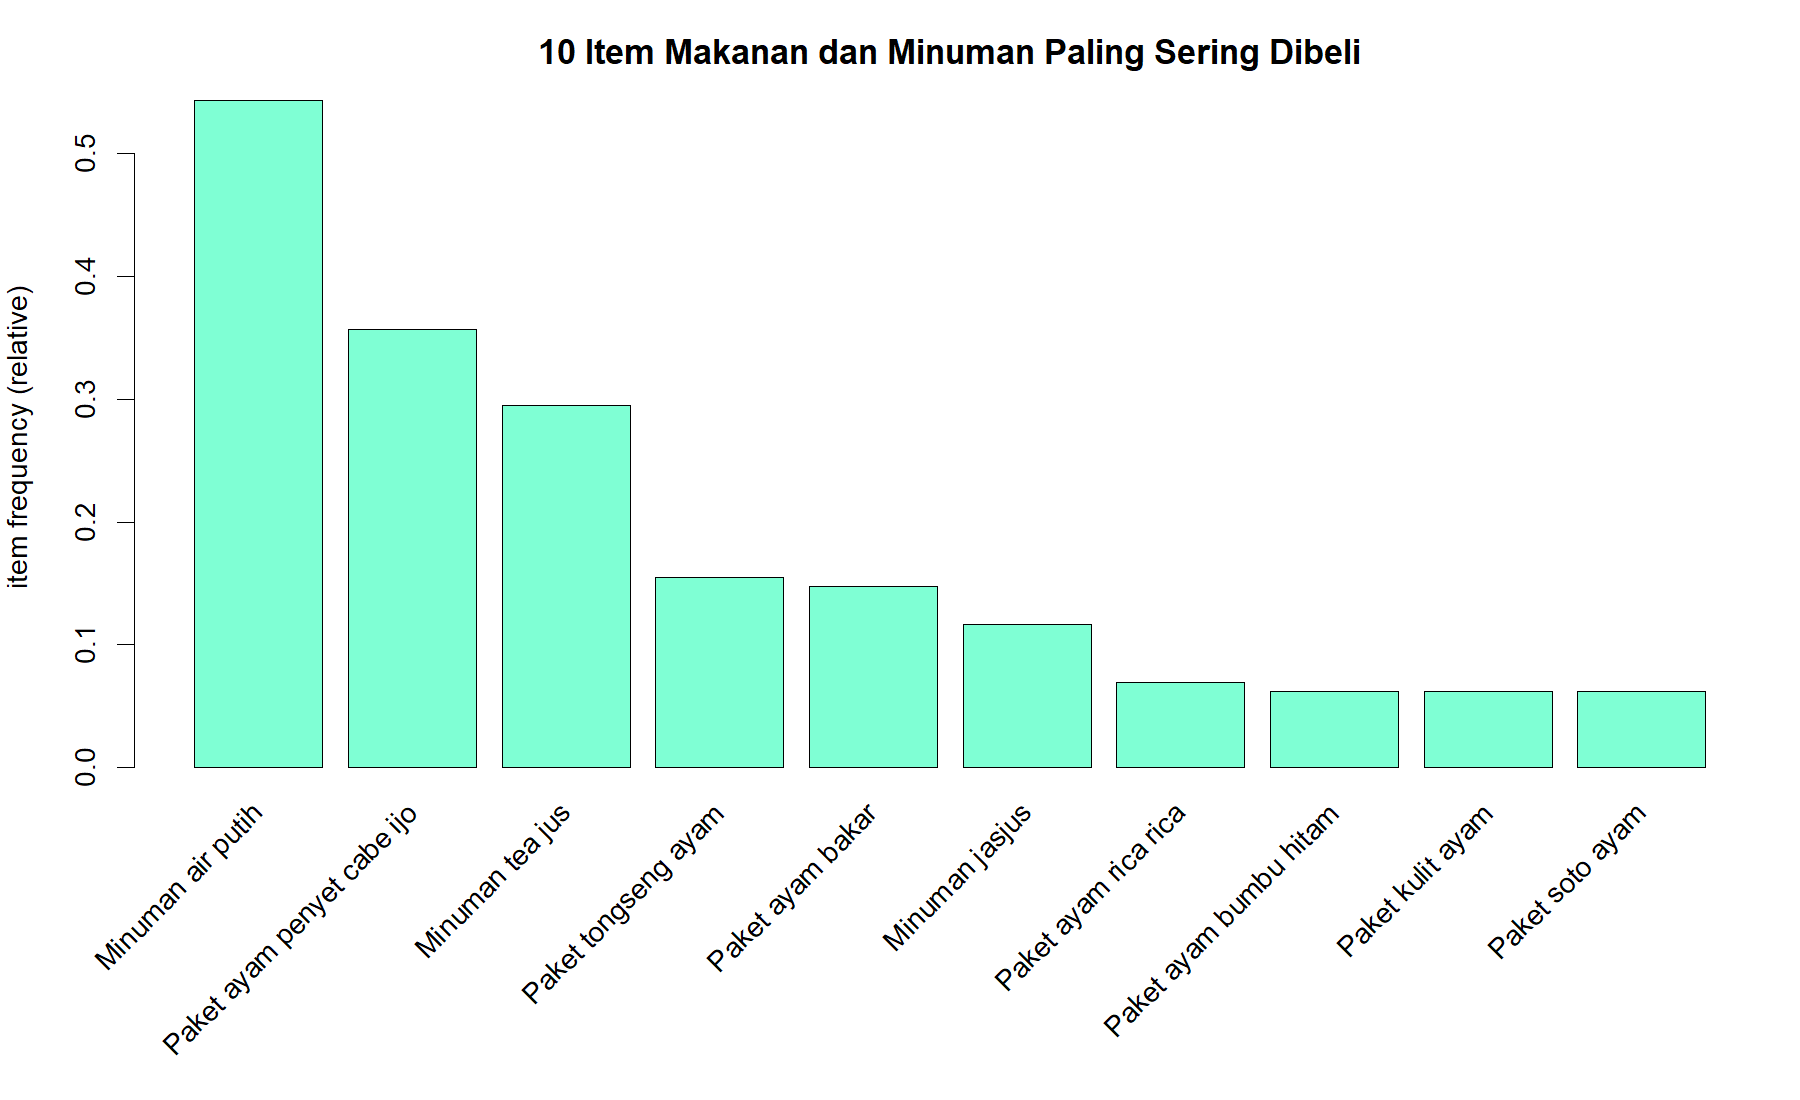 10 Item Makanan dan Minuman Paling Sering Dibeli
item frequency (relative)
0.5
0.4
0.3
0.2
0.1
0.0
Minuman air putih
Paket ayam penyet cabe ijo
Minuman tea jus
Paket tongseng ayam
Paket ayam bakar
Minuman jasjus
Paket ayam rica rica
Paket ayam bumbu hitam
Paket kulit ayam
Paket soto ayam